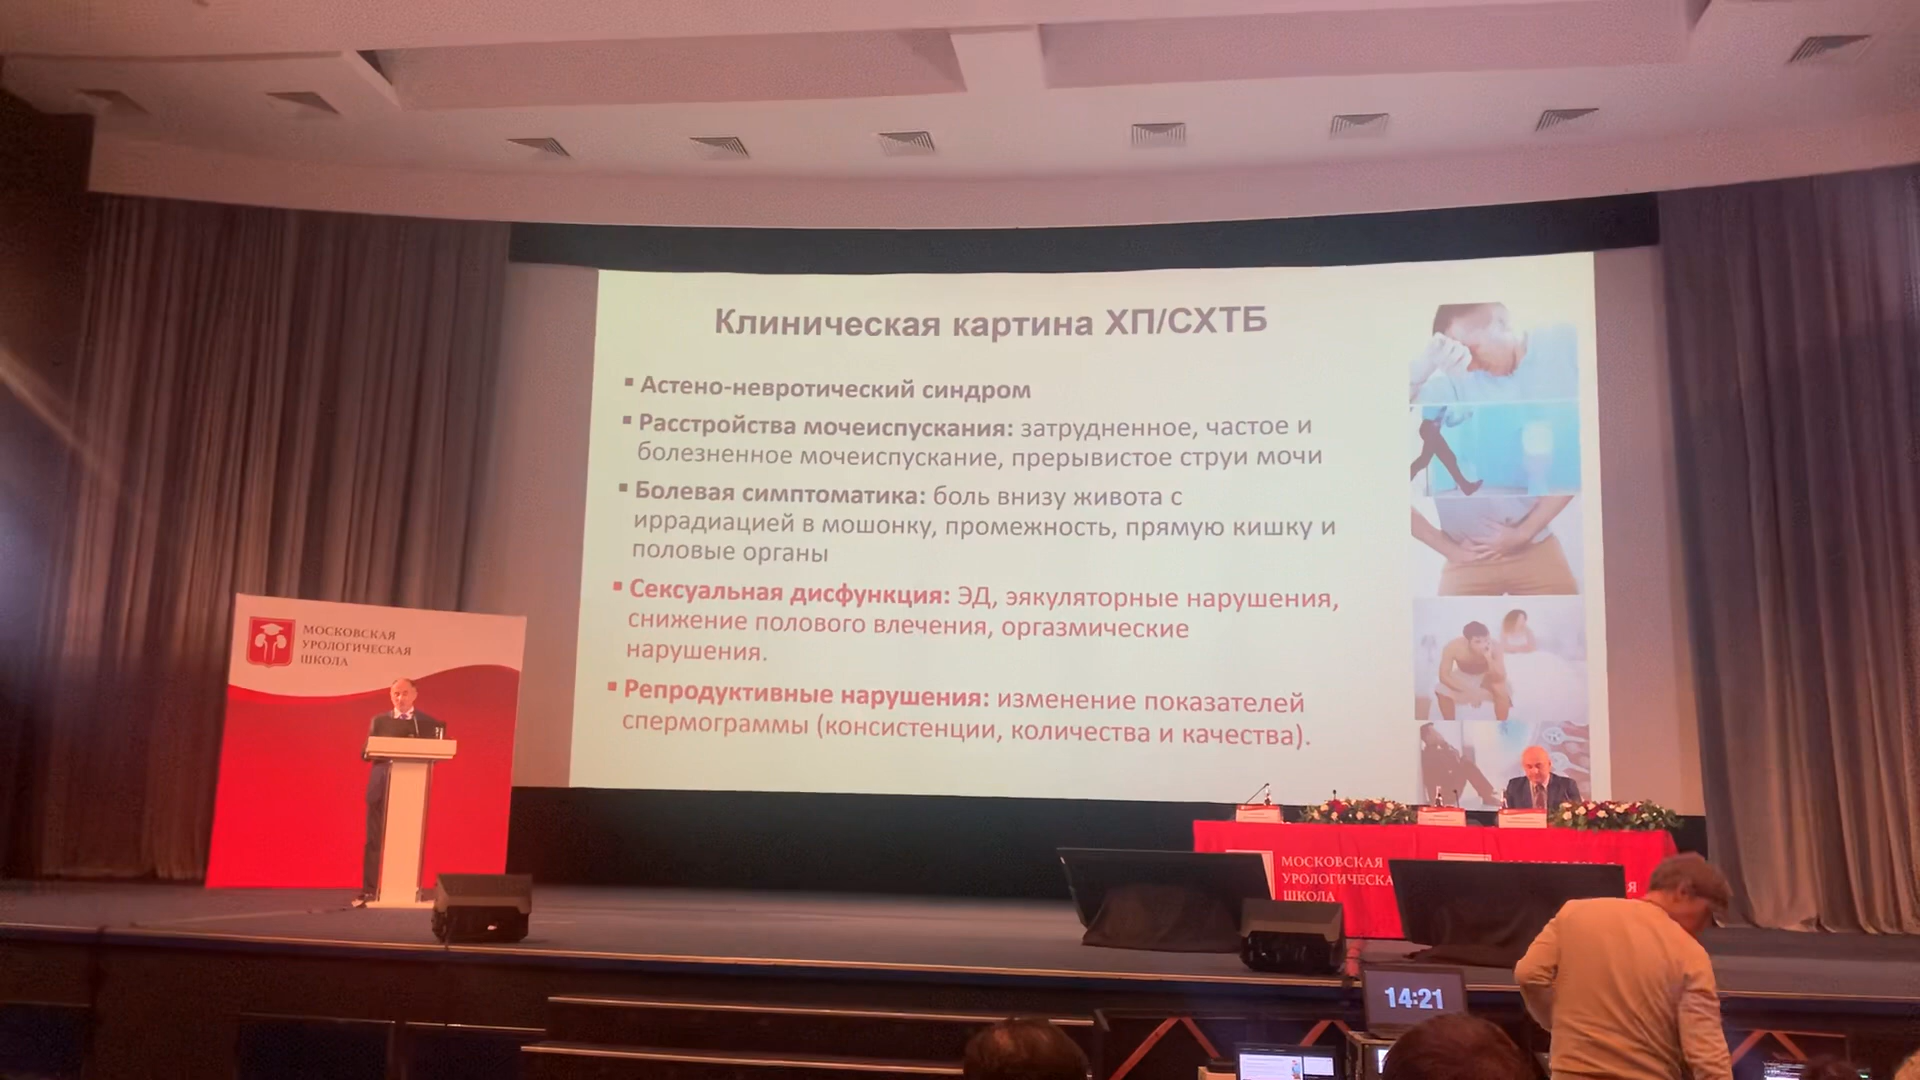 Клиническая картина ХП/СХТБ
▪ Астено-невротический синдром
▪ Расстройства мочеиспускания: затрудненное, частое и
болезненное мочеиспускание, прерывистое струи мочи
▪ Болевая симптоматика: боль внизу живота с
иррадиацией в мошонку, промежность, прямую кишку и
половые органы
▪ Сексуальная дисфункция: ЭД, эякуляторные нарушения,
снижение полового влечения, оргазмические
нарушения.
▪ Репродуктивные нарушения: изменение показателей
спермограммы (консистенции, количества и качества).
МОСКОВСКАЯ
УРОЛОГИЧЕСКАЯ
ШКОЛА
МОСКОВСКАЯ
УРОЛОГИЧЕСКА
ШКОЛА
14:21